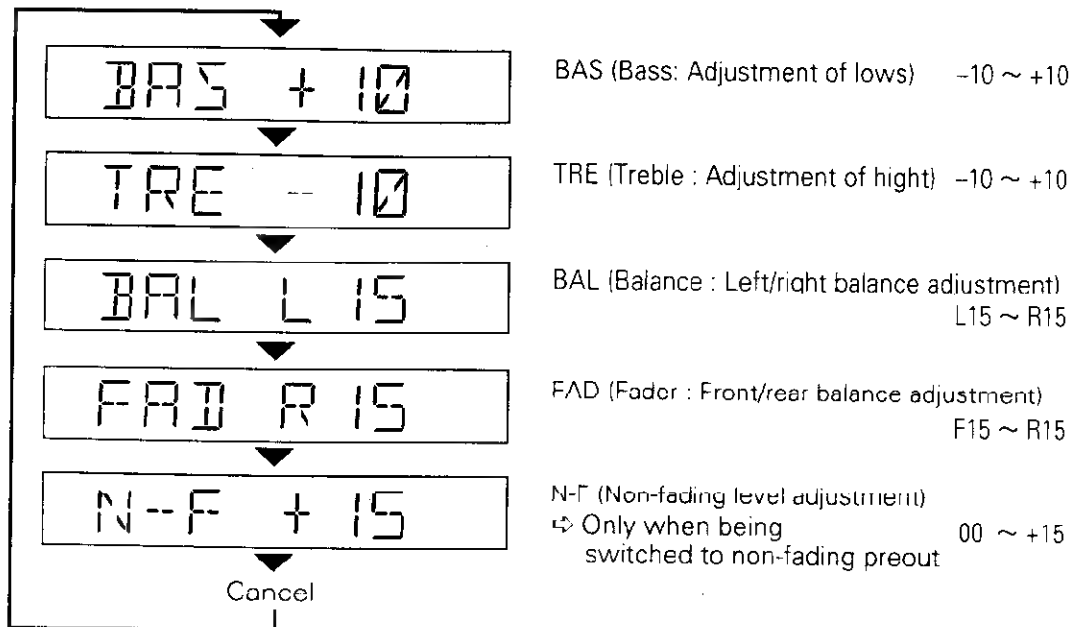 BAS +10
BAS (Bass: Adjustment of lows) -10 ~ +10
TRE -10
TRE (Treble : Adjustment of hight) -10 ~ +10
BAL L 15
BAL (Balance : Left/right balance adjustment)
L15 ~ R15
FAD R 15
FAD (Fader : Front/rear balance adjustment)
F15 ~ R15
N-F +15
N-F (Non-fading level adjustment)
⇨ Only when being 00 ~ +15
switched to non-fading preout
Cancel